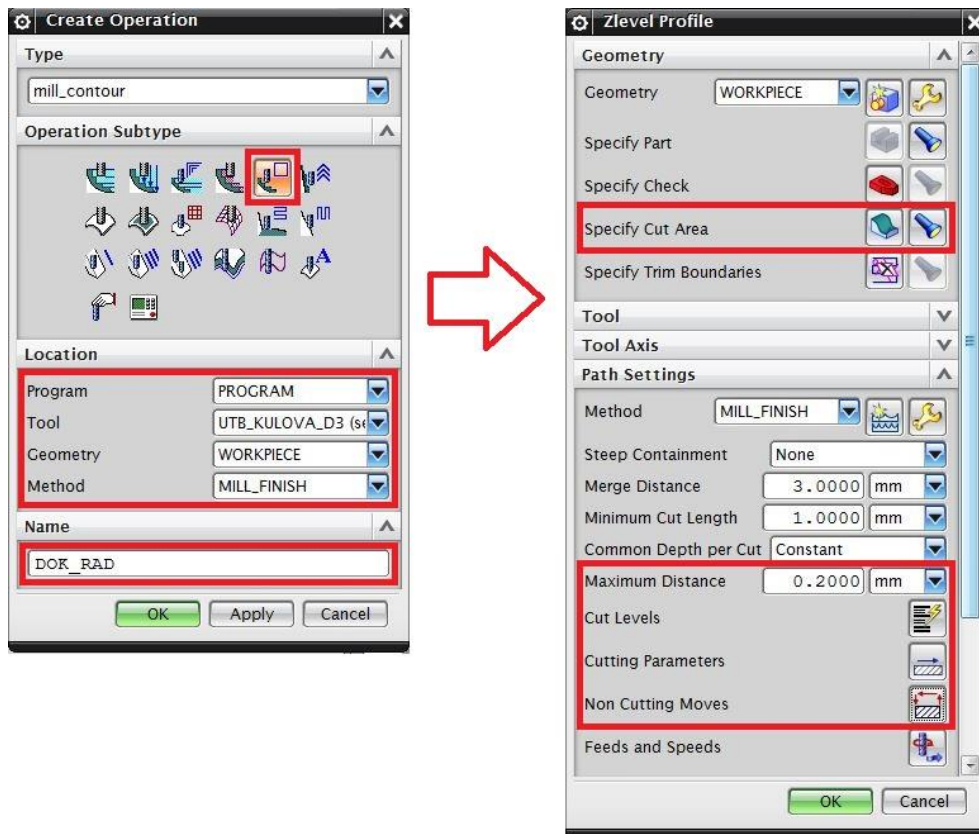 Create Operation
Type
mill_contour
Operation Subtype
Location
Program PROGRAM
Tool UTB_KULOVA_D3 (se
Geometry WORKPIECE
Method MILL_FINISH
Name
DOK_RAD
OK Apply Cancel
Zlevel Profile
Geometry
Geometry WORKPIECE
Specify Part
Specify Check
Specify Cut Area
Specify Trim Boundaries
Tool
Tool Axis
Path Settings
Method MILL_FINISH
Steep Containment None
Merge Distance 3.0000 mm
Minimum Cut Length 1.0000 mm
Common Depth per Cut Constant
Maximum Distance 0.2000 mm
Cut Levels
Cutting Parameters
Non Cutting Moves
Feeds and Speeds
OK Cancel